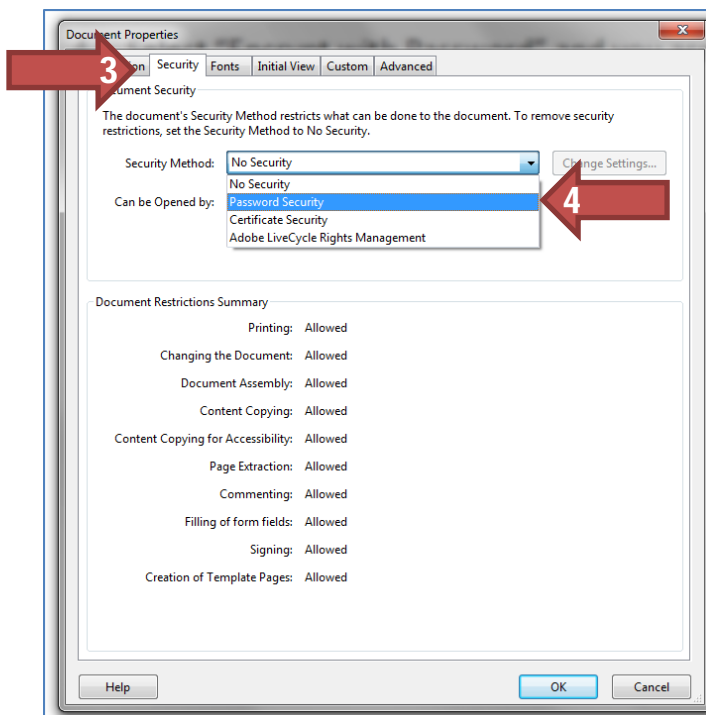 Document Properties
3
Security Fonts Initial View Custom Advanced
Security
The document's Security Method restricts what can be done to the document. To remove security
restrictions, set the Security Method to No Security.
Security Method: No Security Change Settings...
No Security
Can be Opened by: Password Security
4
Certificate Security
Adobe LiveCycle Rights Management
Document Restrictions Summary
Printing: Allowed
Changing the Document: Allowed
Document Assembly: Allowed
Content Copying: Allowed
Content Copying for Accessibility: Allowed
Page Extraction: Allowed
Commenting: Allowed
Filling of form fields: Allowed
Signing: Allowed
Creation of Template Pages: Allowed
Help OK Cancel